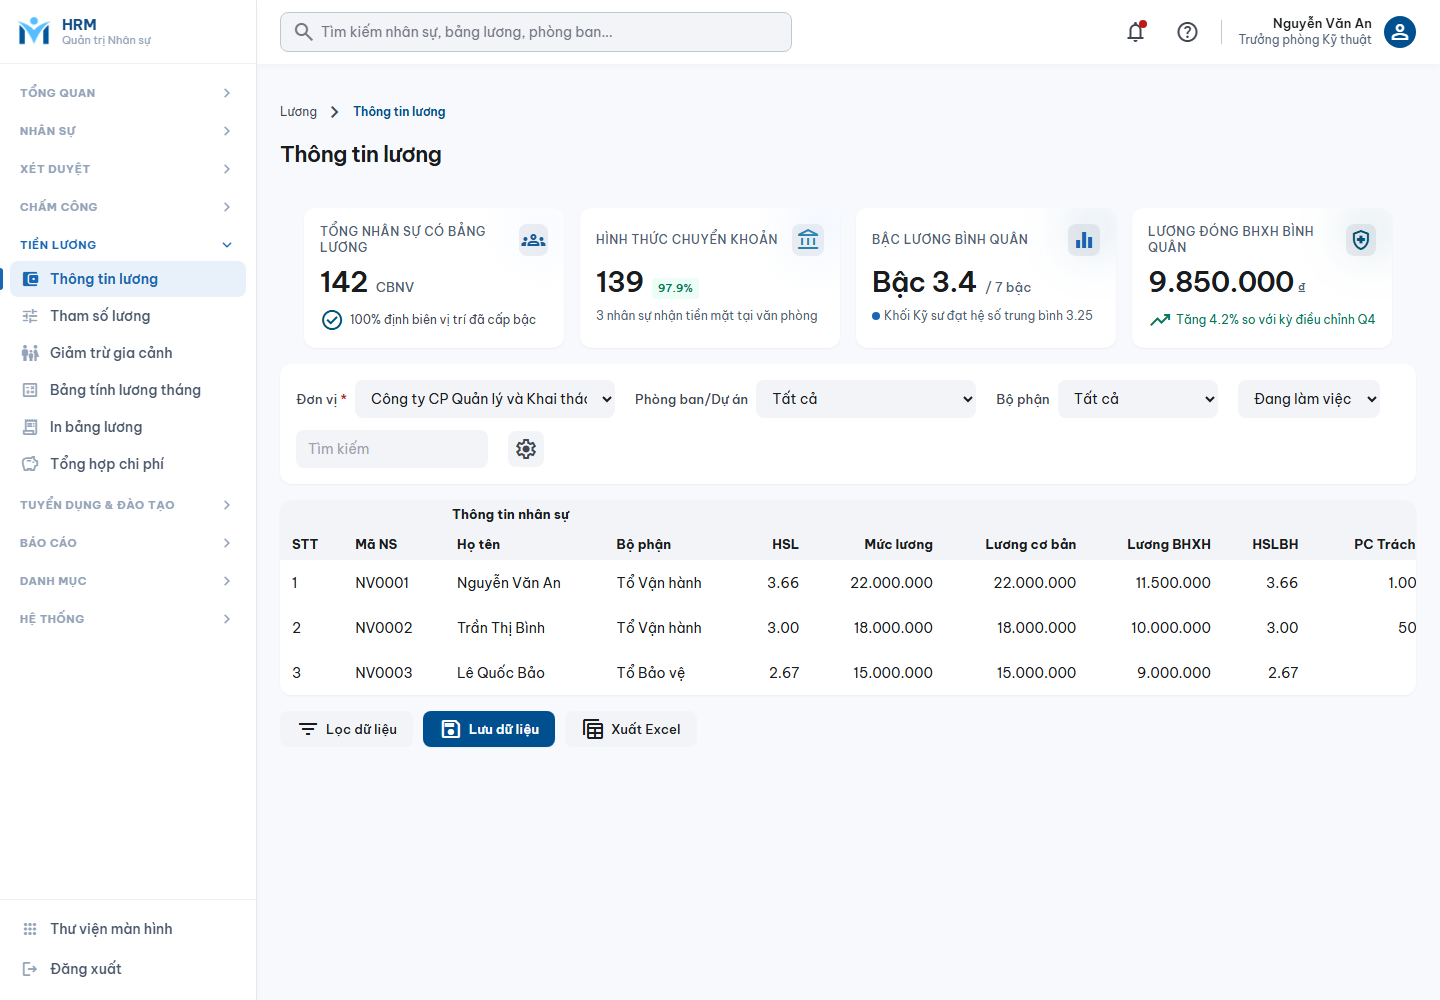 HRM
Quản trị Nhân sự
Tìm kiếm nhân sự, bảng lương, phòng ban...
Nguyễn Văn An
Trưởng phòng Kỹ thuật
TỔNG QUAN
NHÂN SỰ
XÉT DUYỆT
CHẤM CÔNG
TIỀN LƯƠNG
Thông tin lương
Tham số lương
Giảm trừ gia cảnh
Bảng tính lương tháng
In bảng lương
Tổng hợp chi phí
TUYỂN DỤNG & ĐÀO TẠO
BÁO CÁO
DANH MỤC
HỆ THỐNG
Thư viện màn hình
Đăng xuất
Lương
Thông tin lương
Thông tin lương
TỔNG NHÂN SỰ CÓ BẢNG
LƯƠNG
142 CBNV
100% định biên vị trí đã cấp bậc
HÌNH THỨC CHUYỂN KHOẢN
139 97.9%
3 nhân sự nhận tiền mặt tại văn phòng
BẬC LƯƠNG BÌNH QUÂN
Bậc 3.4 / 7 bậc
Khối Kỹ sư đạt hệ số trung bình 3.25
LƯƠNG ĐÓNG BHXH BÌNH
QUÂN
9.850.000 đ
Tăng 4.2% so với kỳ điều chỉnh Q4
Đơn vị * Công ty CP Quản lý và Khai thác
Phòng ban/Dự án Tất cả
Bộ phận Tất cả
Đang làm việc
Tìm kiếm
Thông tin nhân sự
STT Mã NS Họ tên Bộ phận HSL Mức lương Lương cơ bản Lương BHXH HSLBH PC Trách
1 NV0001 Nguyễn Văn An Tổ Vận hành 3.66 22.000.000 22.000.000 11.500.000 3.66 1.00
2 NV0002 Trần Thị Bình Tổ Vận hành 3.00 18.000.000 18.000.000 10.000.000 3.00 50
3 NV0003 Lê Quốc Bảo Tổ Bảo vệ 2.67 15.000.000 15.000.000 9.000.000 2.67
Lọc dữ liệu
Lưu dữ liệu
Xuất Excel